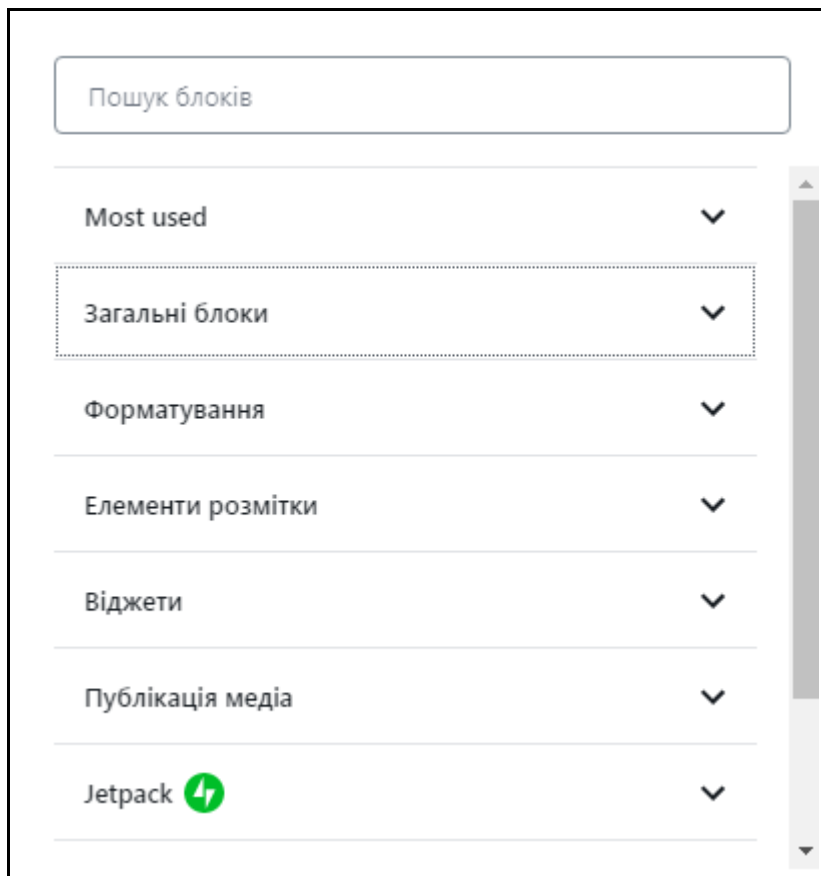 Пошук блоків
Most used
Загальні блоки
Форматування
Елементи розмітки
Віджети
Публікація медіа
Jetpack